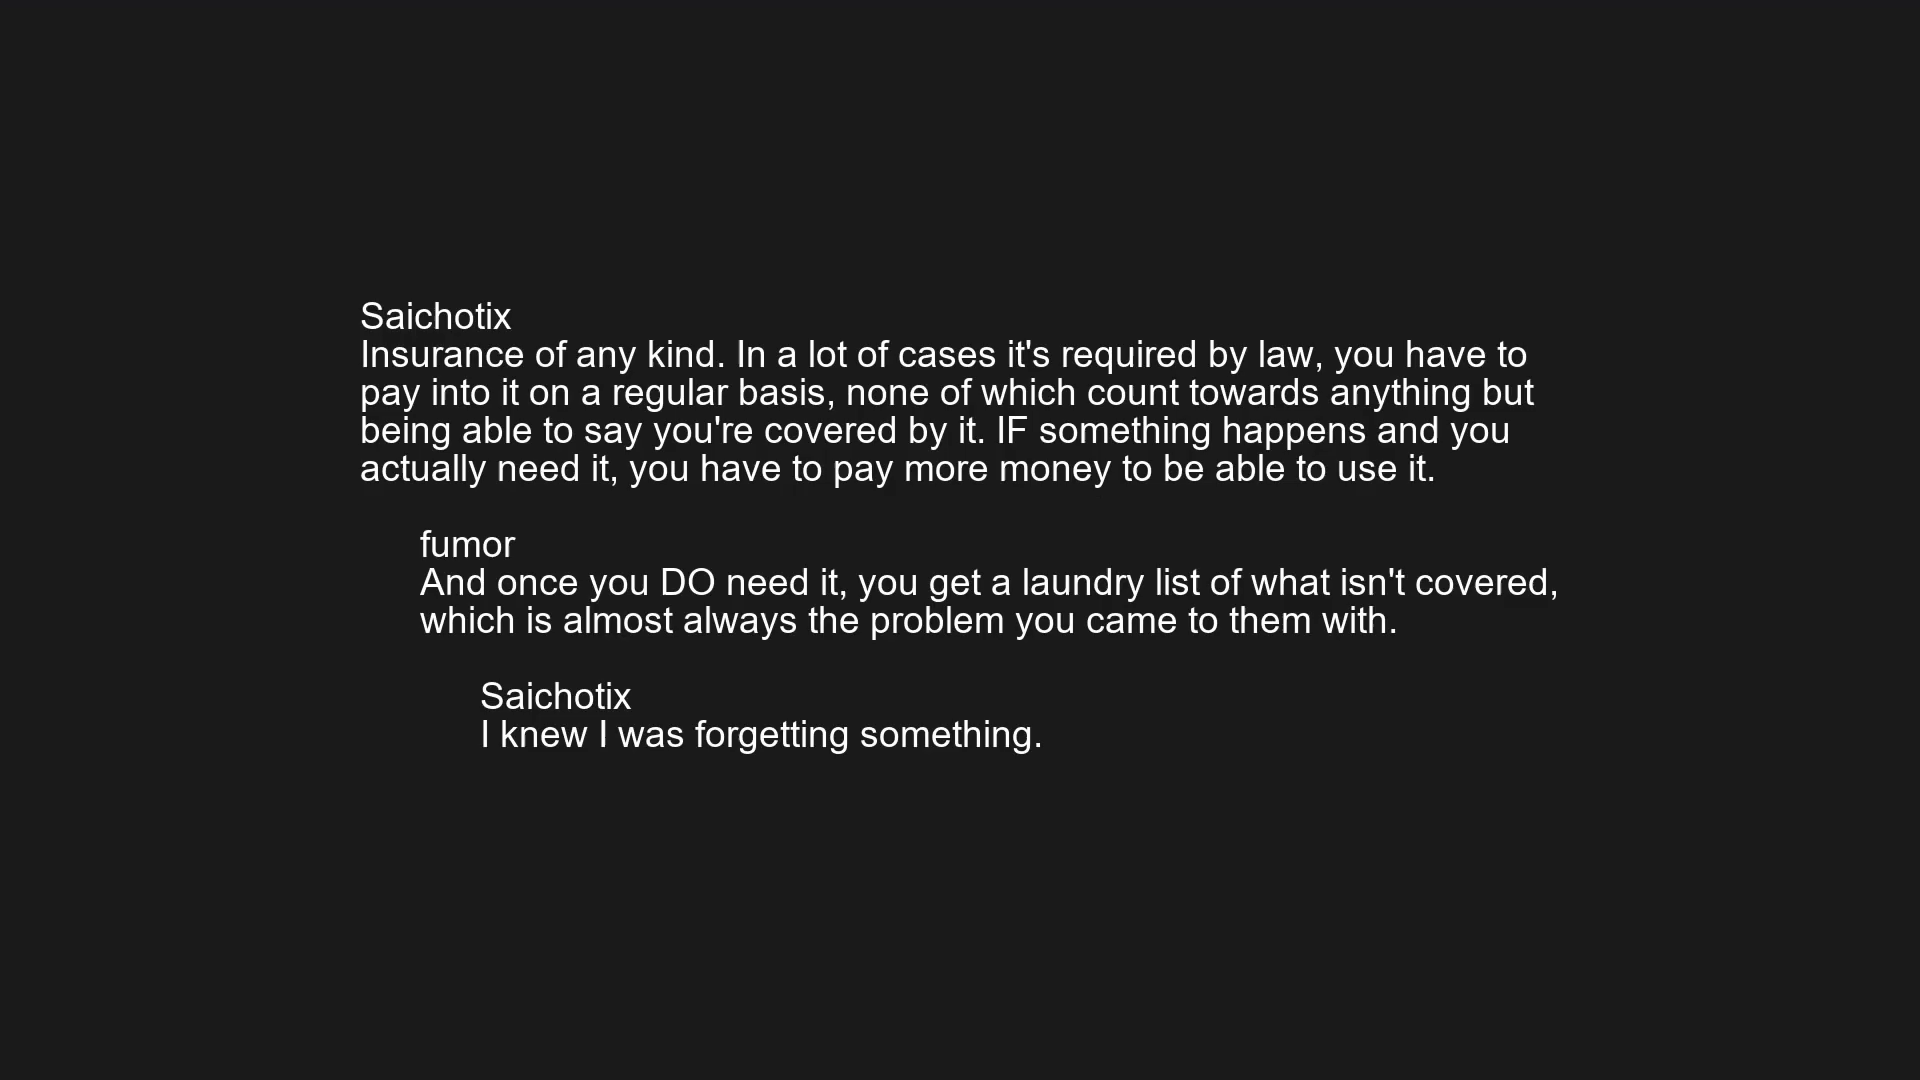 Saichotix
Insurance of any kind. In a lot of cases it's required by law, you have to
pay into it on a regular basis, none of which count towards anything but
being able to say you're covered by it. IF something happens and you
actually need it, you have to pay more money to be able to use it.
fumor
And once you DO need it, you get a laundry list of what isn't covered,
which is almost always the problem you came to them with.
Saichotix
I knew I was forgetting something.